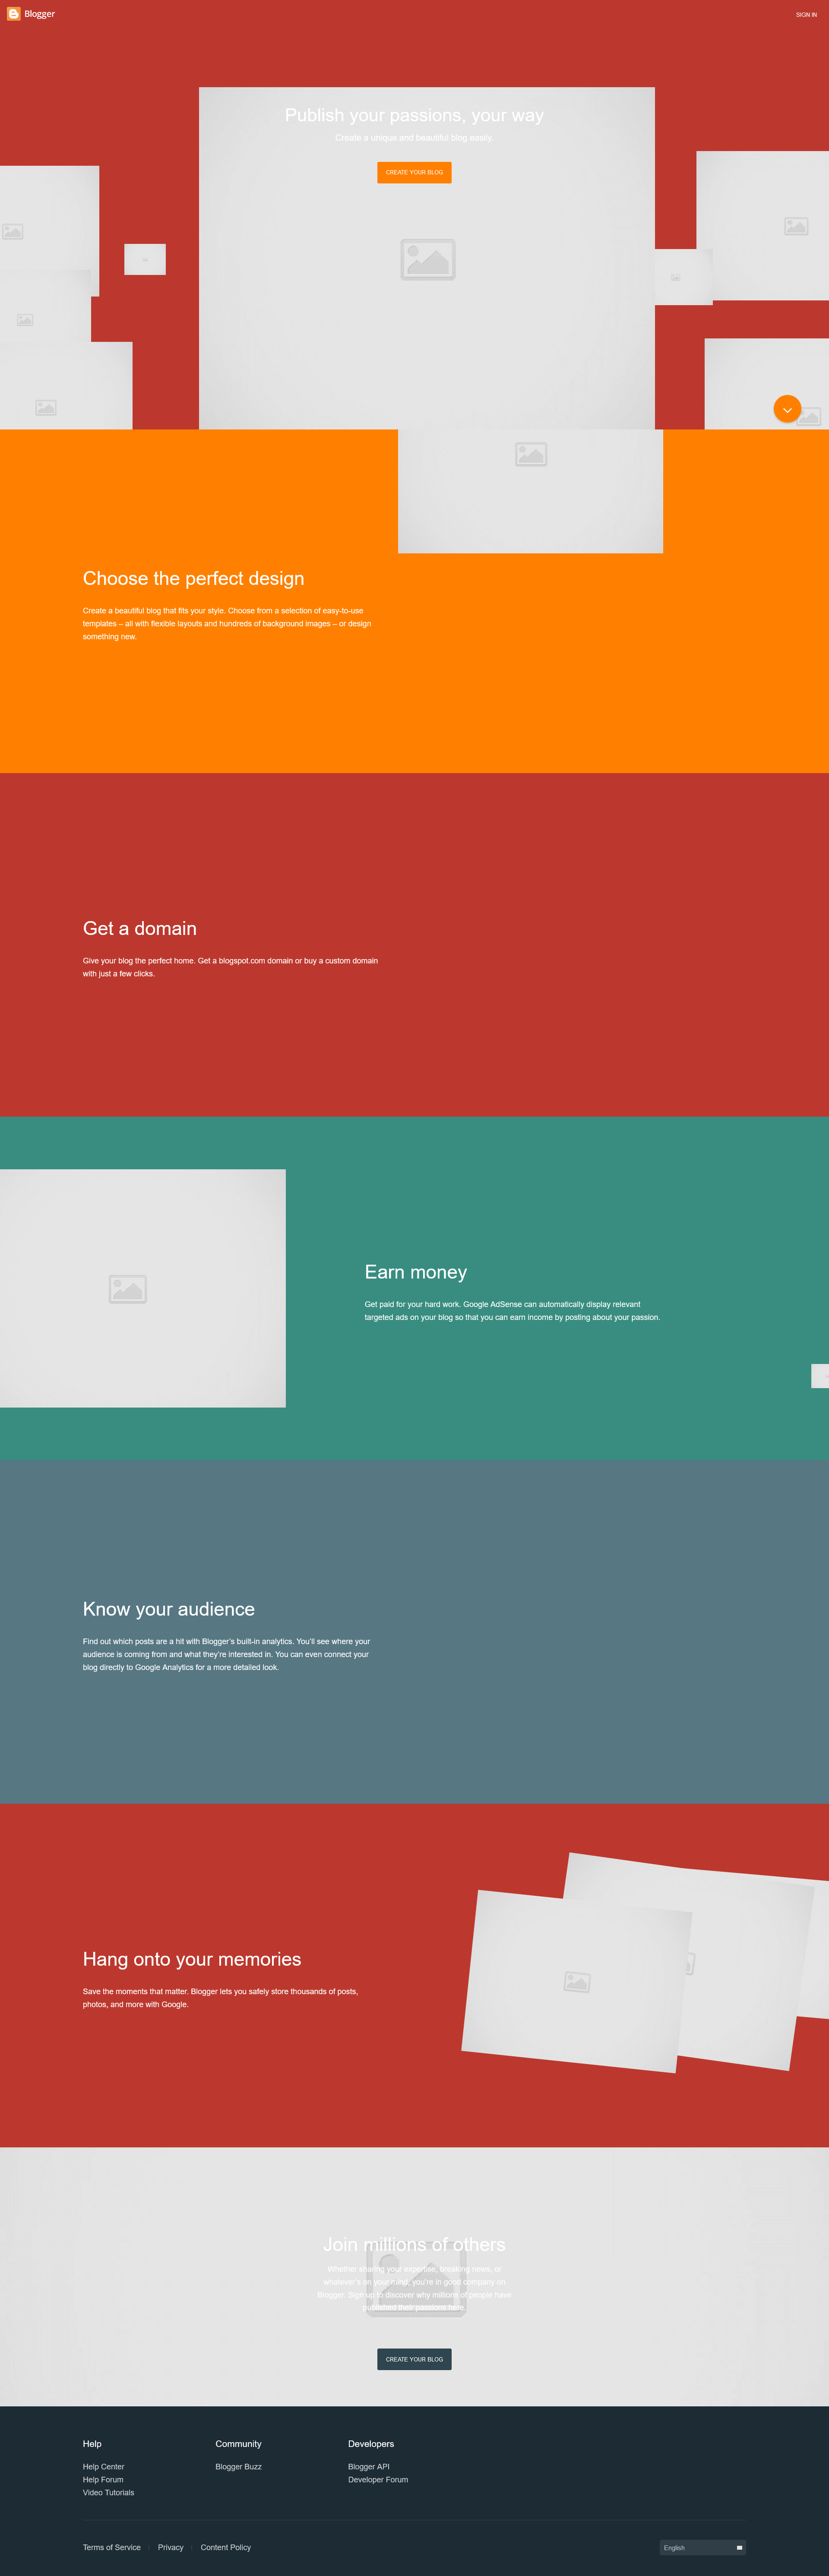 Blogger
SIGN IN
Publish your passions, your way
Create a unique and beautiful blog easily.
CREATE YOUR BLOG
Choose the perfect design
Create a beautiful blog that fits your style. Choose from a selection of easy-to-use
templates – all with flexible layouts and hundreds of background images – or design
something new.
Get a domain
Give your blog the perfect home. Get a blogspot.com domain or buy a custom domain
with just a few clicks.
Earn money
Get paid for your hard work. Google AdSense can automatically display relevant
targeted ads on your blog so that you can earn income by posting about your passion.
Know your audience
Find out which posts are a hit with Blogger’s built-in analytics. You’ll see where your
audience is coming from and what they’re interested in. You can even connect your
blog directly to Google Analytics for a more detailed look.
Hang onto your memories
Save the moments that matter. Blogger lets you safely store thousands of posts,
photos, and more with Google.
Join millions of others
Whether sharing your expertise, breaking news, or
whatever’s on your mind, you’re in good company on
Blogger. Sign up to discover why millions of people have
published their passions here.
CREATE YOUR BLOG
Help
Help Center
Help Forum
Video Tutorials
Community
Blogger Buzz
Developers
Blogger API
Developer Forum
Terms of Service | Privacy | Content Policy
English